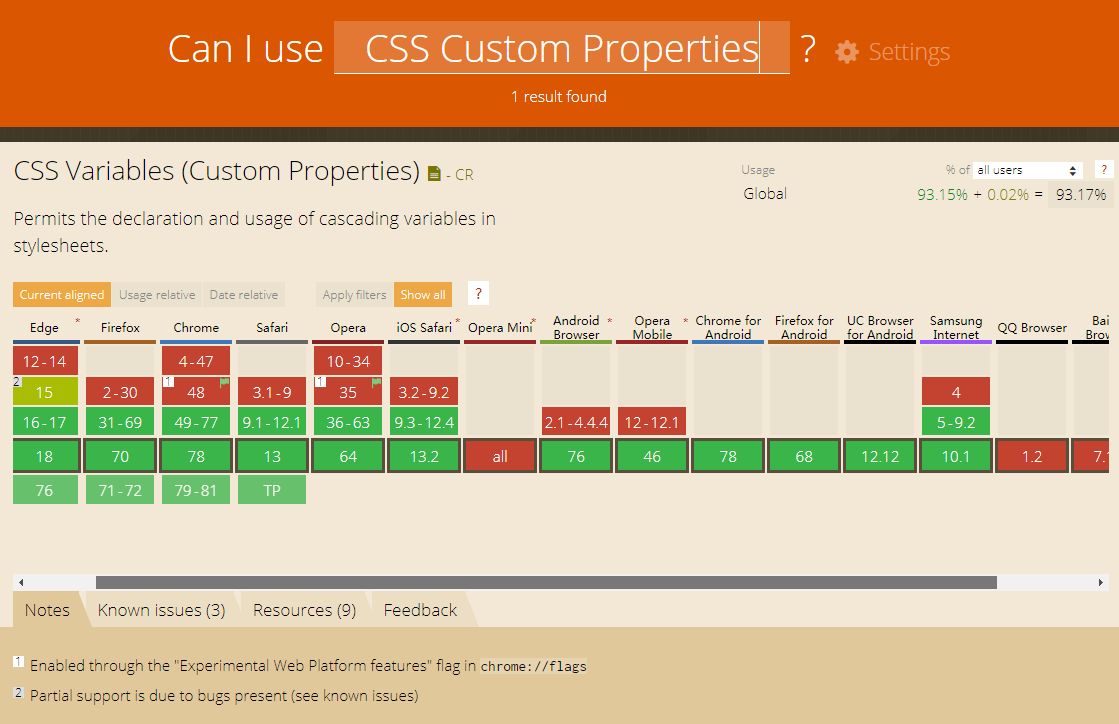 Can I use CSS Custom Properties ? Settings
1 result found
CSS Variables (Custom Properties) - CR
Usage % of all users ?
Global 93.15% + 0.02% = 93.17%
Permits the declaration and usage of cascading variables in
stylesheets.
Current aligned Usage relative Date relative Apply filters Show all ?
Edge * Firefox Chrome Safari Opera iOS Safari * Opera Mini * Android Browser * Opera Mobile * Chrome for Android Firefox for Android UC Browser for Android Samsung Internet QQ Browser
12-14 4-47 10-34
2 15 2-30 1 48 3.1-9 1 35 3.2-9.2 4
16-17 31-69 49-77 9.1-12.1 36-63 9.3-12.4 2.1-4.4.4 12-12.1 5-9.2
18 70 78 13 64 13.2 all 76 46 78 68 12.12 10.1 1.2
76 71-72 79-81 TP
Notes Known issues (3) Resources (9) Feedback
1 Enabled through the "Experimental Web Platform features" flag in chrome://flags
2 Partial support is due to bugs present (see known issues)